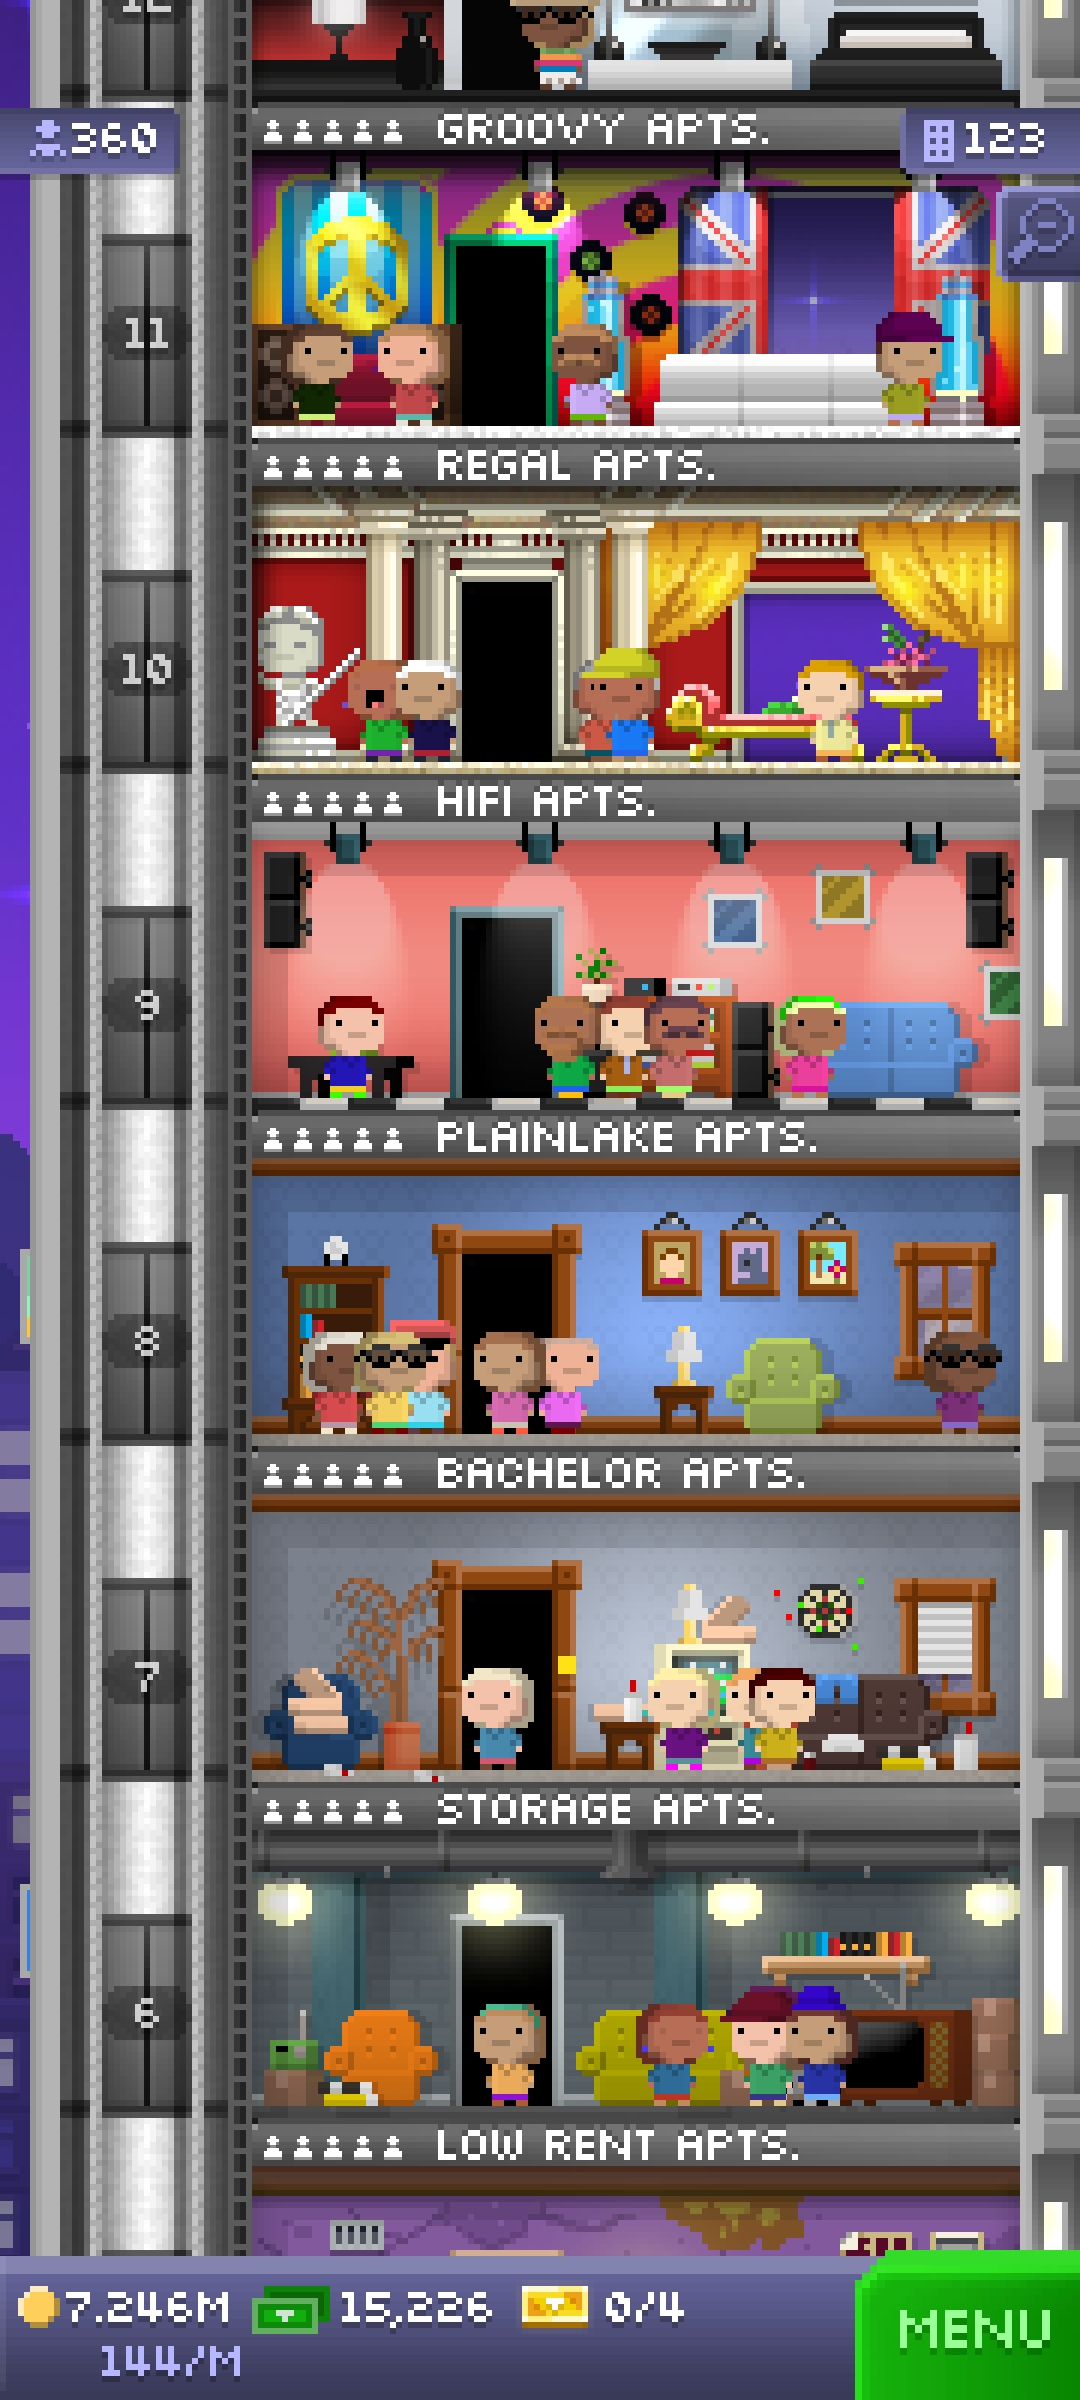 GROOVY APTS.
360
123
11
REGAL APTS.
10
HIFI APTS.
9
PLAINLAKE APTS.
8
BACHELOR APTS.
7
STORAGE APTS.
6
LOW RENT APTS.
7.246M 15,226 0/4
144/M
MENU